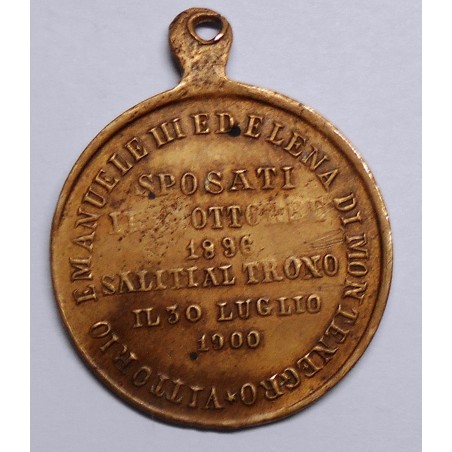 VITTORIO EMANUELE III ED ELENA DI MONTENEGRO *
SPOSATI
OTTOBRE
1896
SALITI AL TRONO
IL 30 LUGLIO
1900